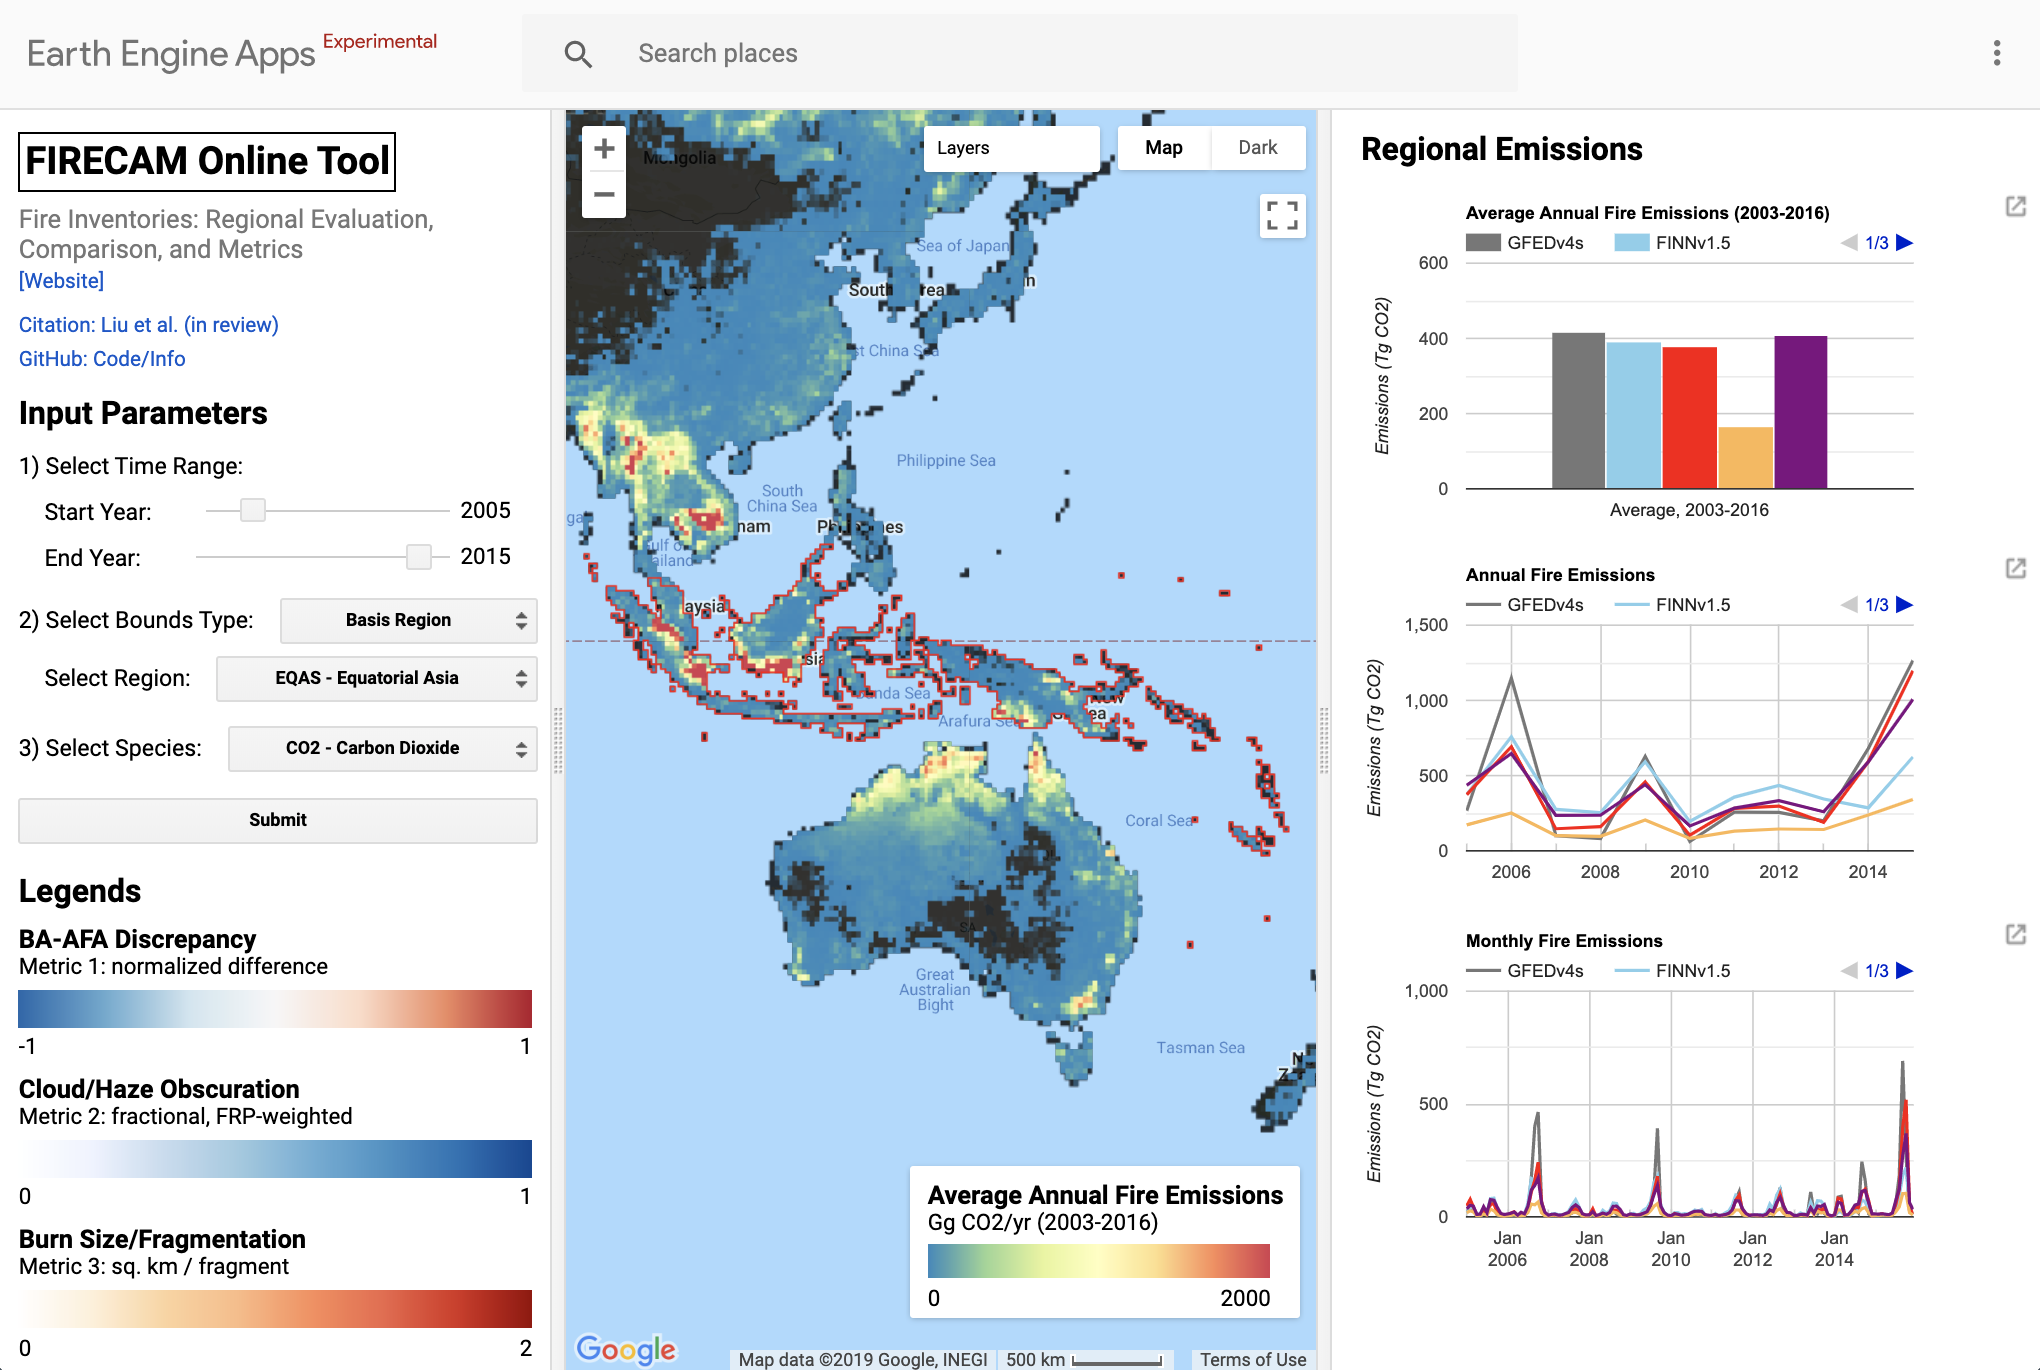 Earth Engine Apps Experimental
Search places
FIRECAM Online Tool
Fire Inventories: Regional Evaluation,
Comparison, and Metrics
[Website]
Citation: Liu et al. (in review)
GitHub: Code/Info
Input Parameters
1) Select Time Range:
Start Year: 2005
End Year: 2015
2) Select Bounds Type: Basis Region
Select Region: EQAS - Equatorial Asia
3) Select Species: CO2 - Carbon Dioxide
Submit
Legends
BA-AFA Discrepancy
Metric 1: normalized difference
-1 1
Cloud/Haze Obscuration
Metric 2: fractional, FRP-weighted
0 1
Burn Size/Fragmentation
Metric 3: sq. km / fragment
0 2
+
−
Layers
Map Dark
Mongolia
Sea of Japan
South
East China Sea
Philippine Sea
South
China Sea
Arafura Sea
Coral Sea
Great
Australian
Bight
Tasman Sea
Average Annual Fire Emissions
Gg CO2/yr (2003-2016)
0 2000
Google
Map data ©2019 Google, INEGI 500 km Terms of Use
Regional Emissions
Average Annual Fire Emissions (2003-2016)
GFEDv4s FINNv1.5 1/3
Emissions (Tg CO2)
600
400
200
0
Average, 2003-2016
Annual Fire Emissions
GFEDv4s FINNv1.5 1/3
Emissions (Tg CO2)
1,500
1,000
500
0
2006 2008 2010 2012 2014
Monthly Fire Emissions
GFEDv4s FINNv1.5 1/3
Emissions (Tg CO2)
1,000
500
0
Jan Jan Jan Jan Jan
2006 2008 2010 2012 2014